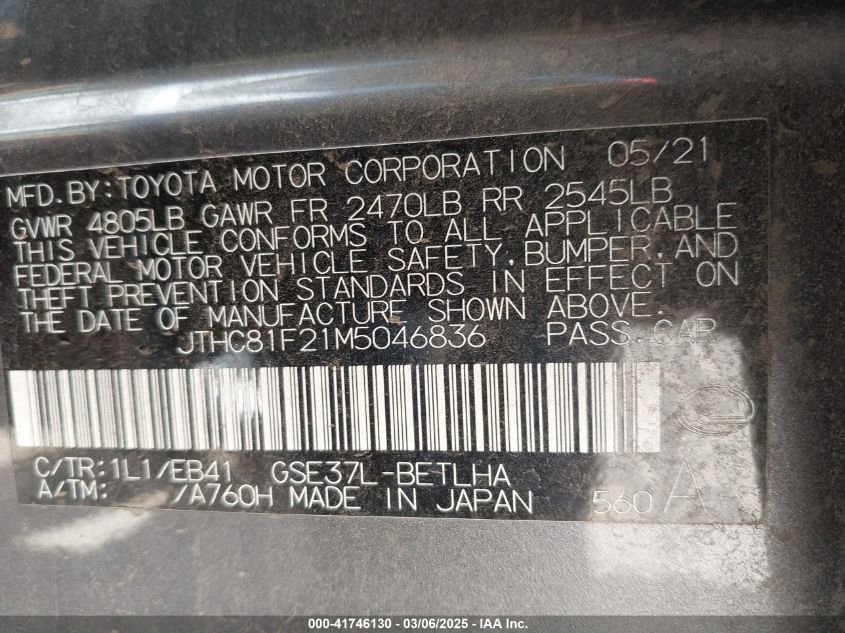 MFD. BY: TOYOTA MOTOR CORPORATION 05/21
GVWR 4805LB GAWR FR 2470LB RR 2545LB
THIS VEHICLE CONFORMS TO ALL APPLICABLE
FEDERAL MOTOR VEHICLE SAFETY, BUMPER, AND
THEFT PREVENTION STANDARDS IN EFFECT ON
THE DATE OF MANUFACTURE SHOWN ABOVE.
JTHC81F21M5046836 PASS. CAR
C/TR: 1L1/EB41 GSE37L-BETLHA
A/TM: /A760H MADE IN JAPAN 560 A
000-41746130 - 03/06/2025 - IAA Inc.